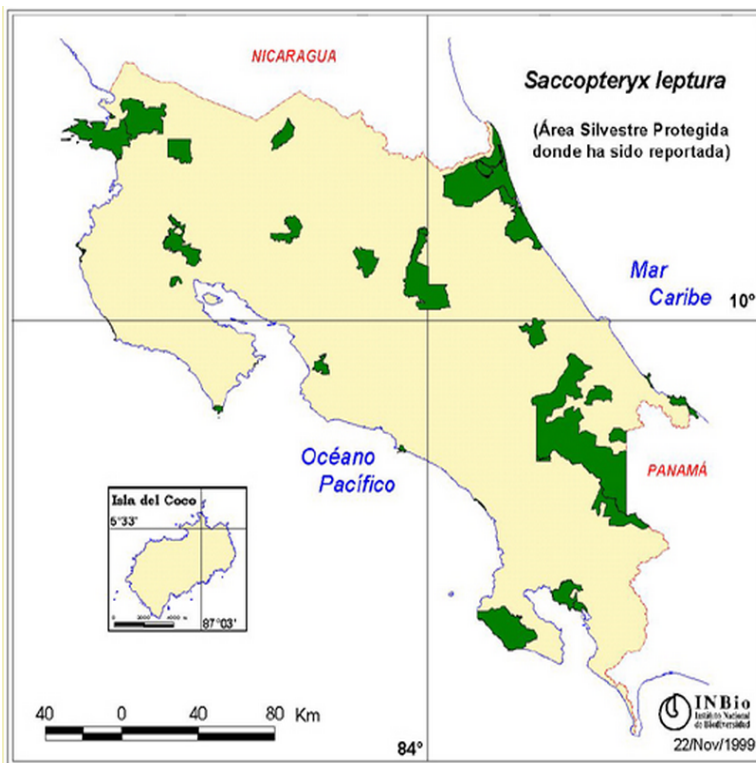 NICARAGUA
Saccopteryx leptura
(Área Silvestre Protegida
donde ha sido reportada)
Mar
Caribe
10°
Océano
Pacífico
PANAMÁ
Isla del Coco
5°33'
87°03'
40 0 40 80 Km
84°
INBio
Instituto Nacional
de Biodiversidad
22/Nov/1999